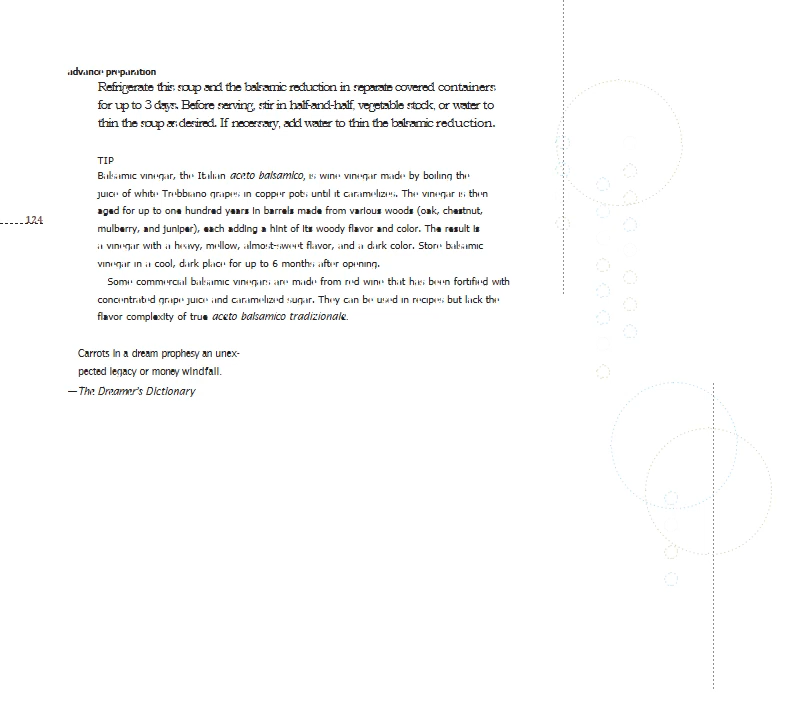 advance preparation
Refrigerate this soup and the balsamic reduction in separate covered containers
for up to 3 days. Before serving, stir in half-and-half, vegetable stock, or water to
thin the soup as desired. If necessary, add water to thin the balsamic reduction.
TIP
Balsamic vinegar, the Italian aceto balsamico, is wine vinegar made by boiling the
juice of white Trebbiano grapes in copper pots until it caramelizes. The vinegar is then
aged for up to one hundred years in barrels made from various woods (oak, chestnut,
124
mulberry, and juniper), each adding a hint of its woody flavor and color. The result is
a vinegar with a heavy, mellow, almost-sweet flavor, and a dark color. Store balsamic
vinegar in a cool, dark place for up to 6 months after opening.
Some commercial balsamic vinegars are made from red wine that has been fortified with
concentrated grape juice and caramelized sugar. They can be used in recipes but lack the
flavor complexity of true aceto balsamico tradizionale.
Carrots in a dream prophesy an unex-
pected legacy or money windfall.
—The Dreamer's Dictionary